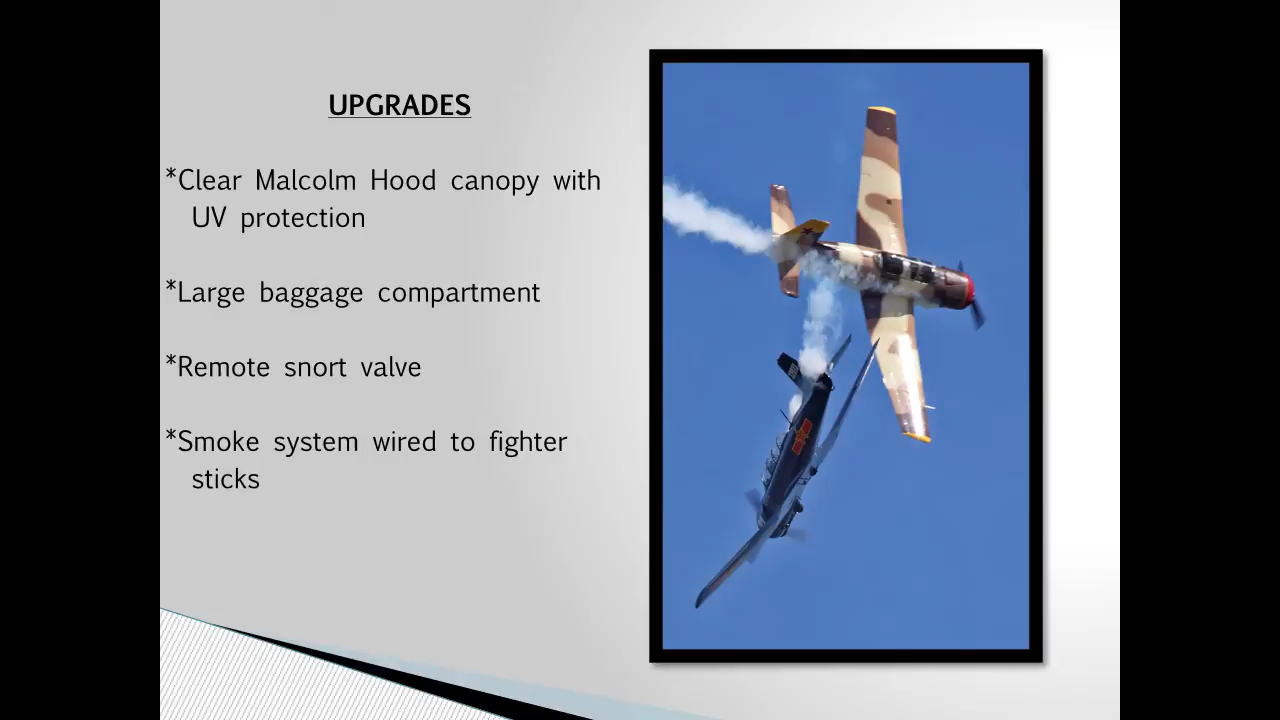 UPGRADES
*Clear Malcolm Hood canopy with
UV protection
*Large baggage compartment
*Remote snort valve
*Smoke system wired to fighter
sticks